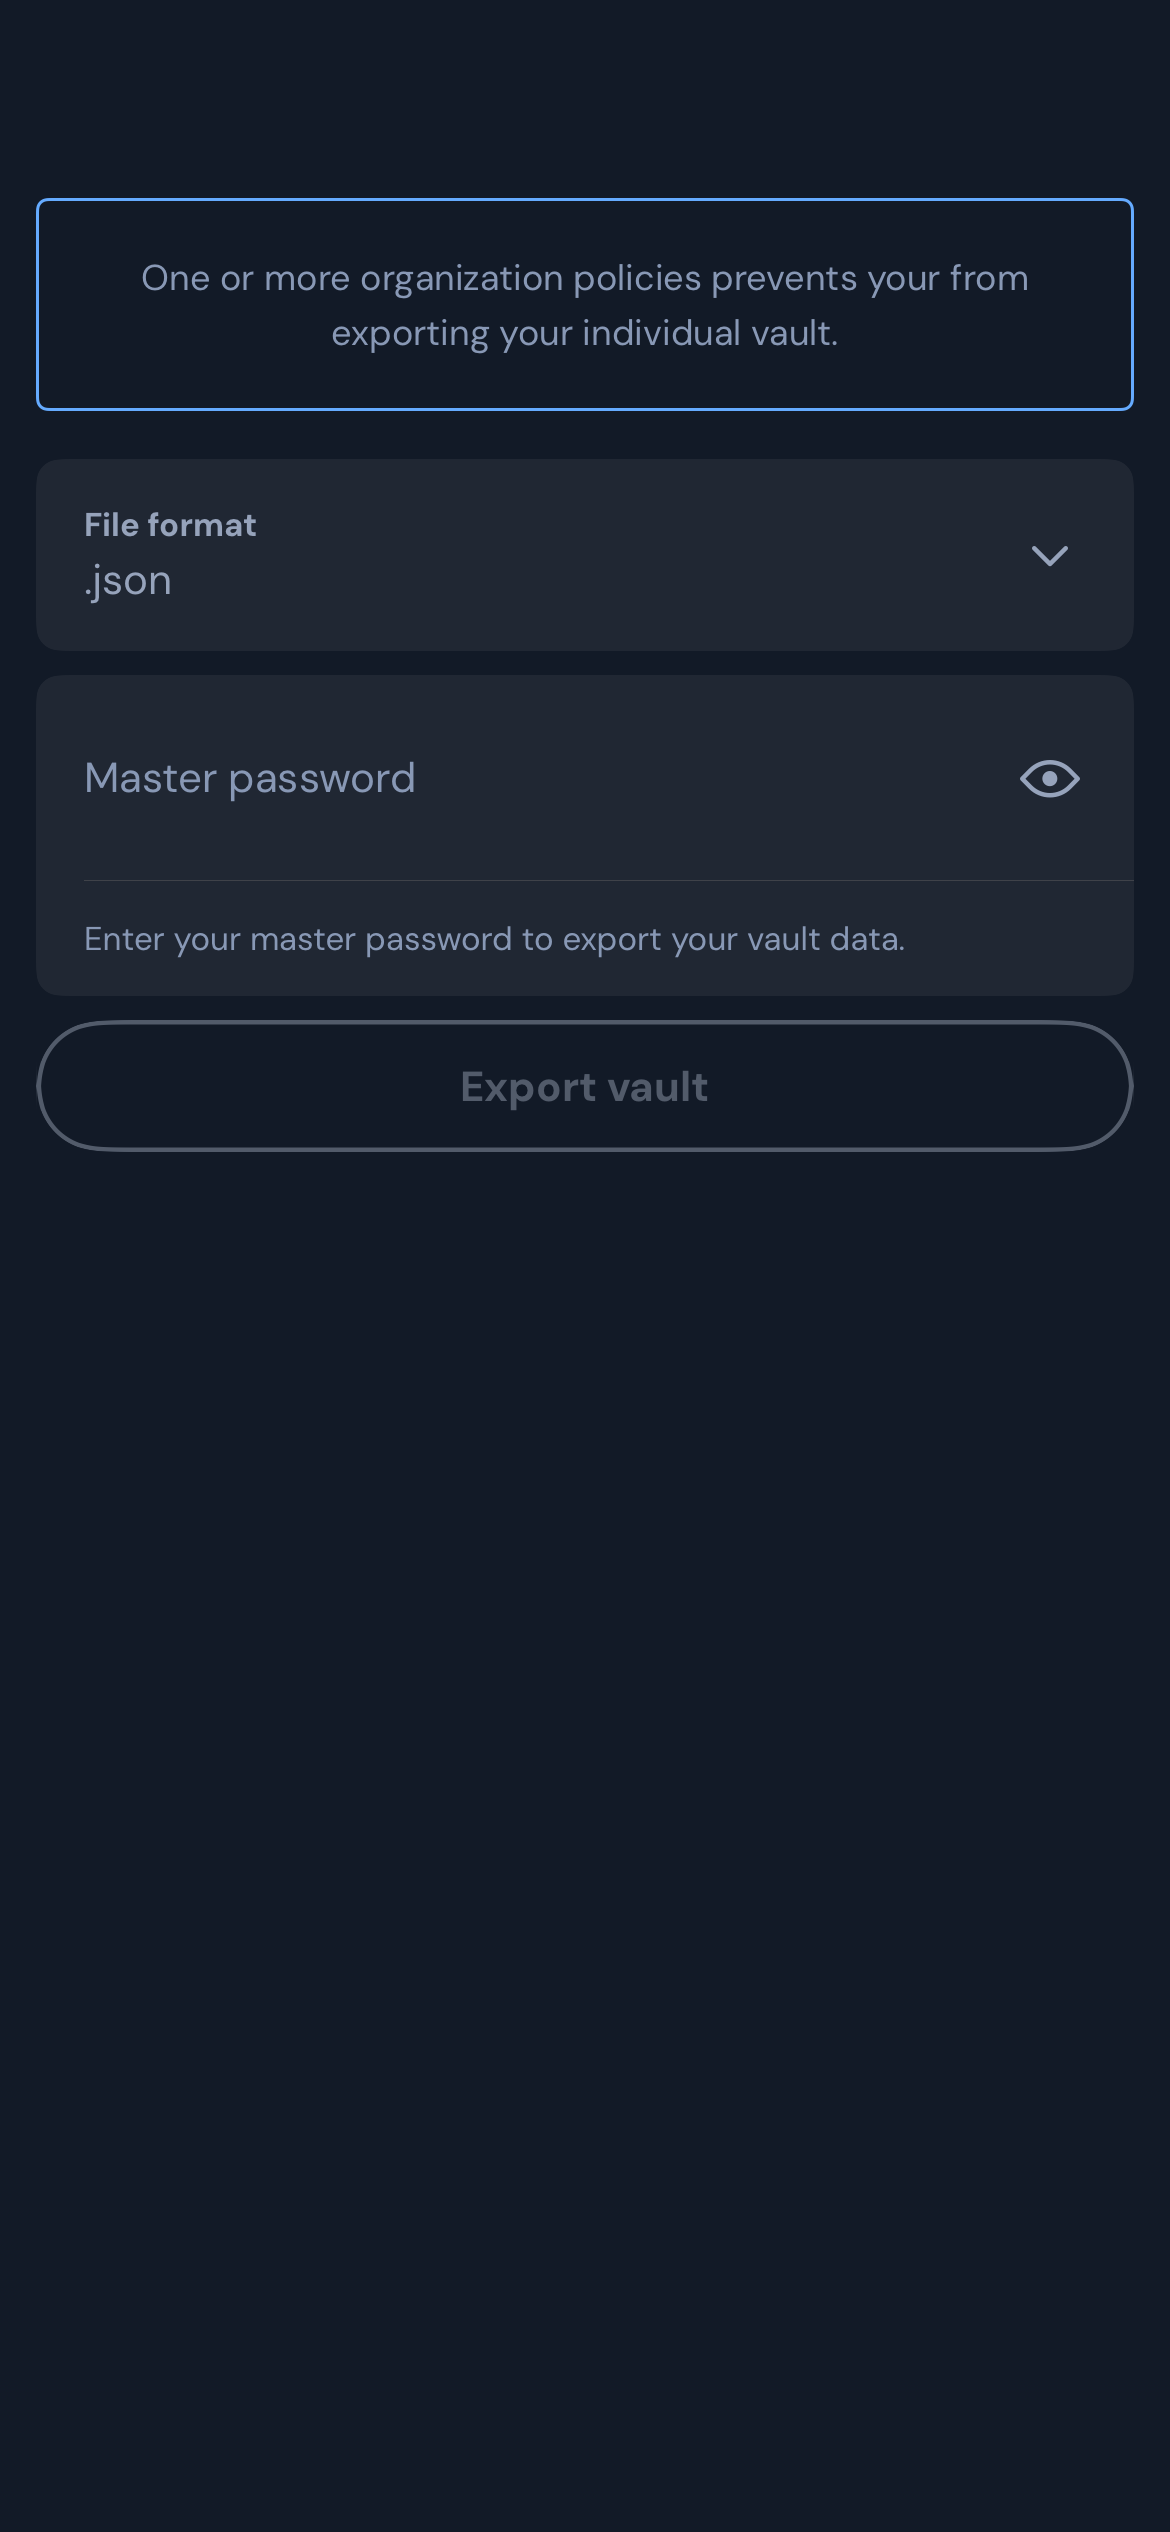 One or more organization policies prevents your from
exporting your individual vault.
File format
.json
Master password
Enter your master password to export your vault data.
Export vault